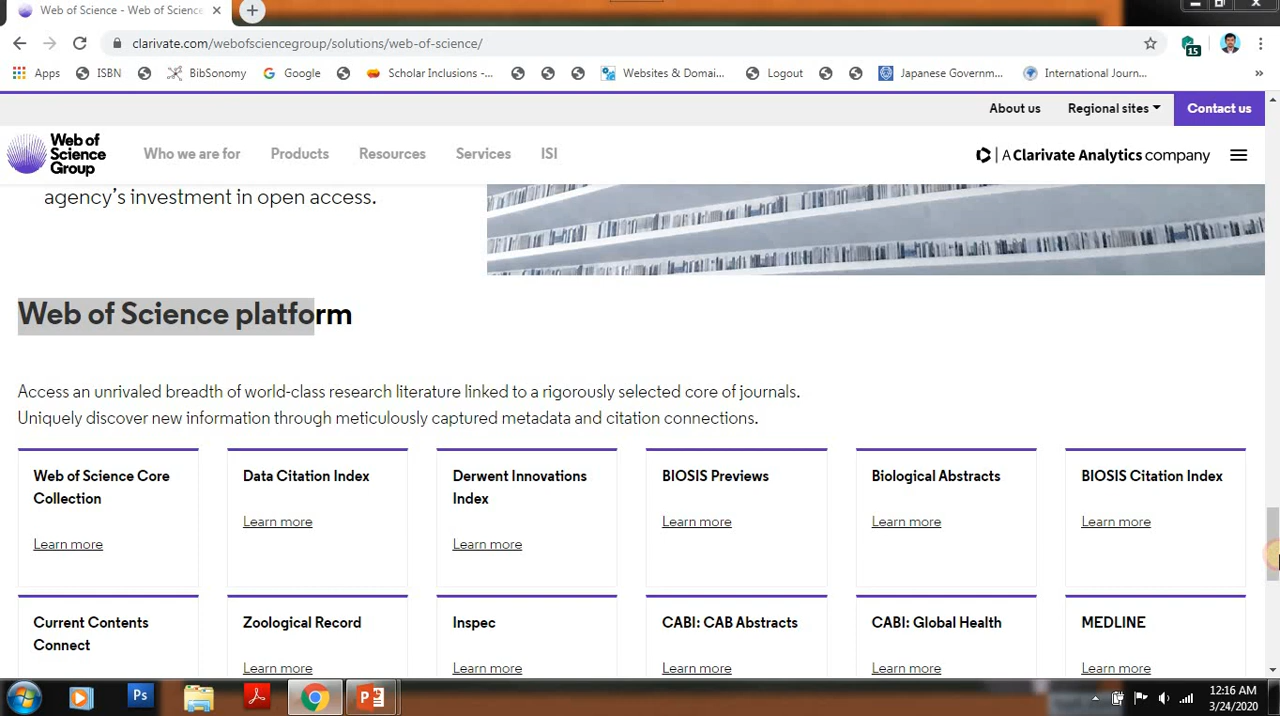 Web of Science - Web of Science
clarivate.com/webofsciencegroup/solutions/web-of-science/
15
Apps ISBN BibSonomy Google Scholar Inclusions -... Websites & Domai... Logout Japanese Governm... International Journ... »
About us Regional sites Contact us
Web of
Science
Group
Who we are for Products Resources Services ISI
A Clarivate Analytics company
agency's investment in open access.
Web of Science platform
Access an unrivaled breadth of world-class research literature linked to a rigorously selected core of journals.
Uniquely discover new information through meticulously captured metadata and citation connections.
Web of Science Core
Collection
Learn more
Data Citation Index
Learn more
Derwent Innovations
Index
Learn more
BIOSIS Previews
Learn more
Biological Abstracts
Learn more
BIOSIS Citation Index
Learn more
Current Contents
Connect
Zoological Record
Learn more
Inspec
Learn more
CABI: CAB Abstracts
Learn more
CABI: Global Health
Learn more
MEDLINE
Learn more
Ps
12:16 AM
3/24/2020